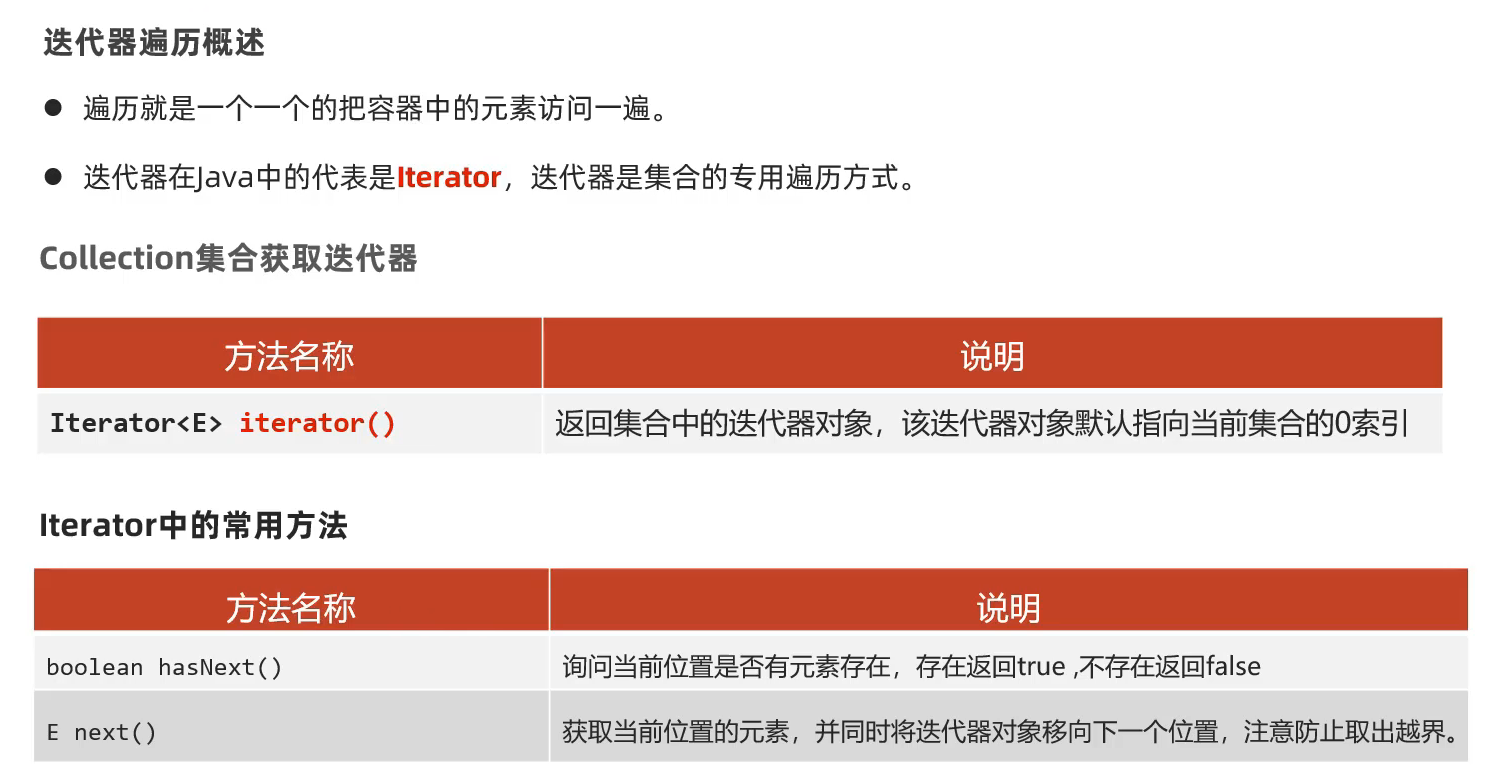 迭代器遍历概述
● 遍历就是一个一个的把容器中的元素访问一遍。
● 迭代器在Java中的代表是Iterator，迭代器是集合的专用遍历方式。
Collection集合获取迭代器
方法名称 说明
Iterator<E> iterator() 返回集合中的迭代器对象，该迭代器对象默认指向当前集合的0索引
Iterator中的常用方法
方法名称 说明
boolean hasNext() 询问当前位置是否有元素存在，存在返回true ,不存在返回false
E next() 获取当前位置的元素，并同时将迭代器对象移向下一个位置，注意防止取出越界。